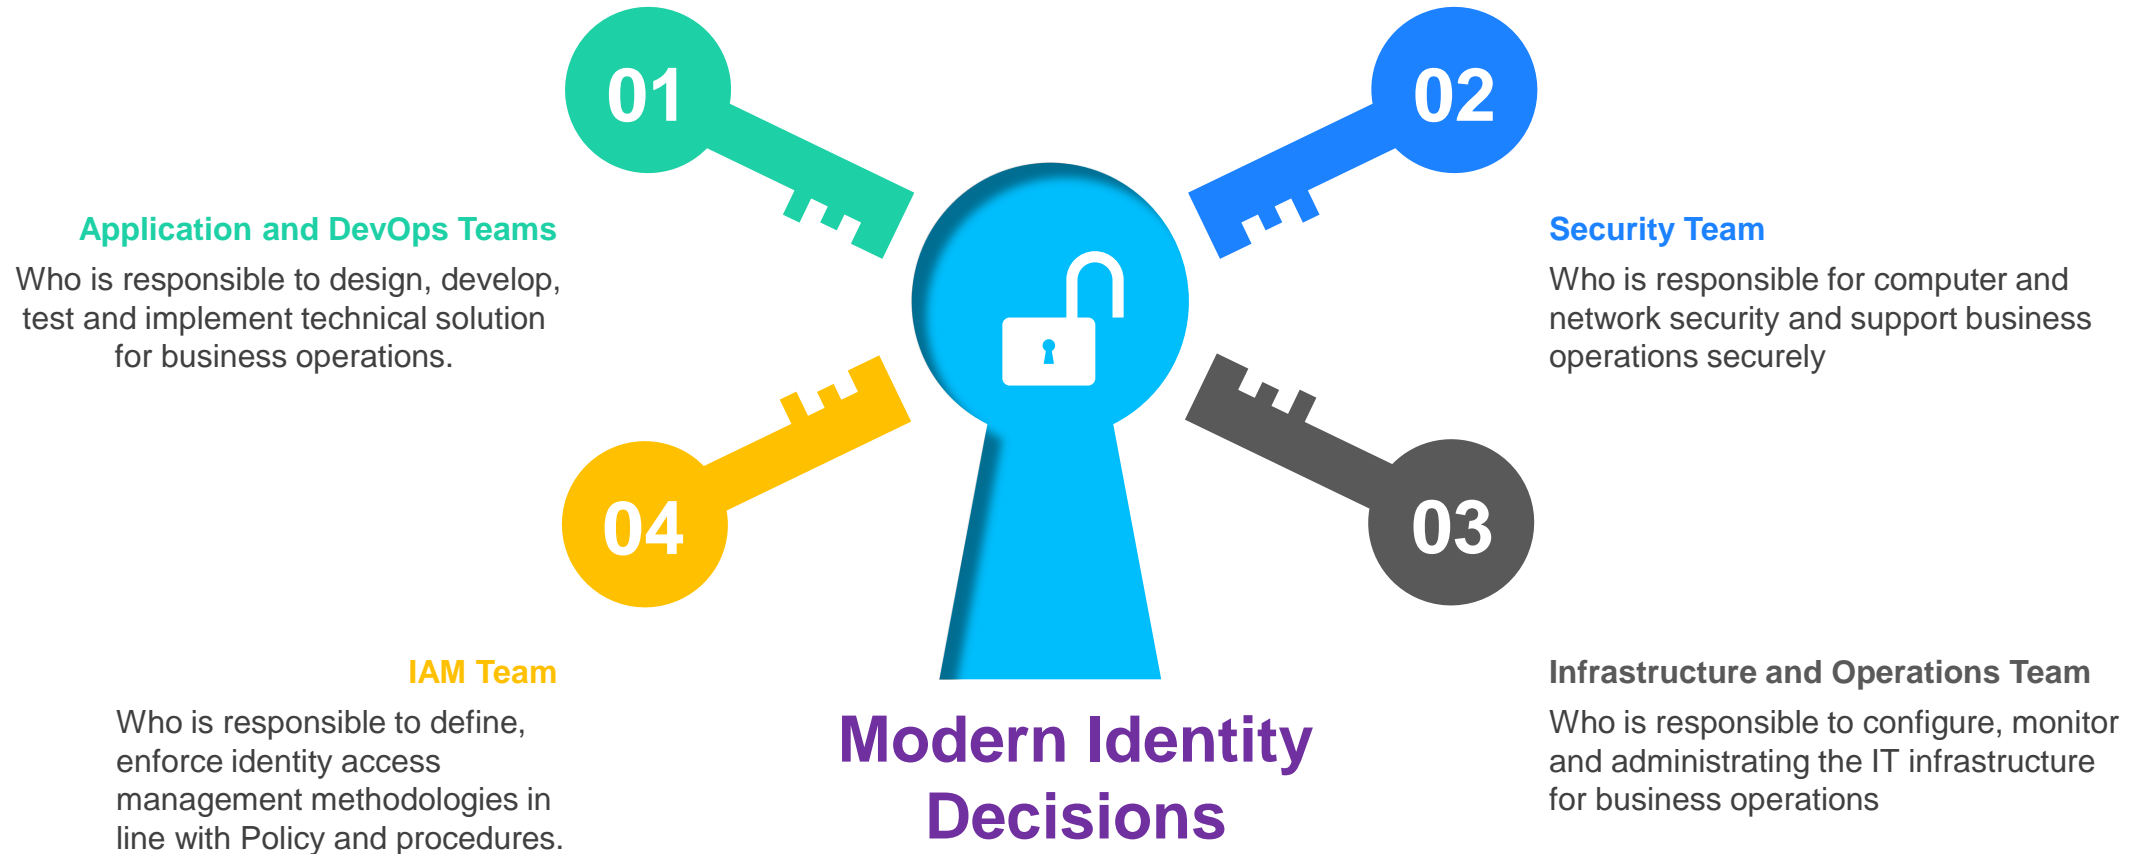 01
Application and DevOps Teams
Who is responsible to design, develop,
test and implement technical solution
for business operations.
02
Security Team
Who is responsible for computer and
network security and support business
operations securely
03
Infrastructure and Operations Team
Who is responsible to configure, monitor
and administrating the IT infrastructure
for business operations
04
IAM Team
Who is responsible to define,
enforce identity access
management methodologies in
line with Policy and procedures.
Modern Identity
Decisions